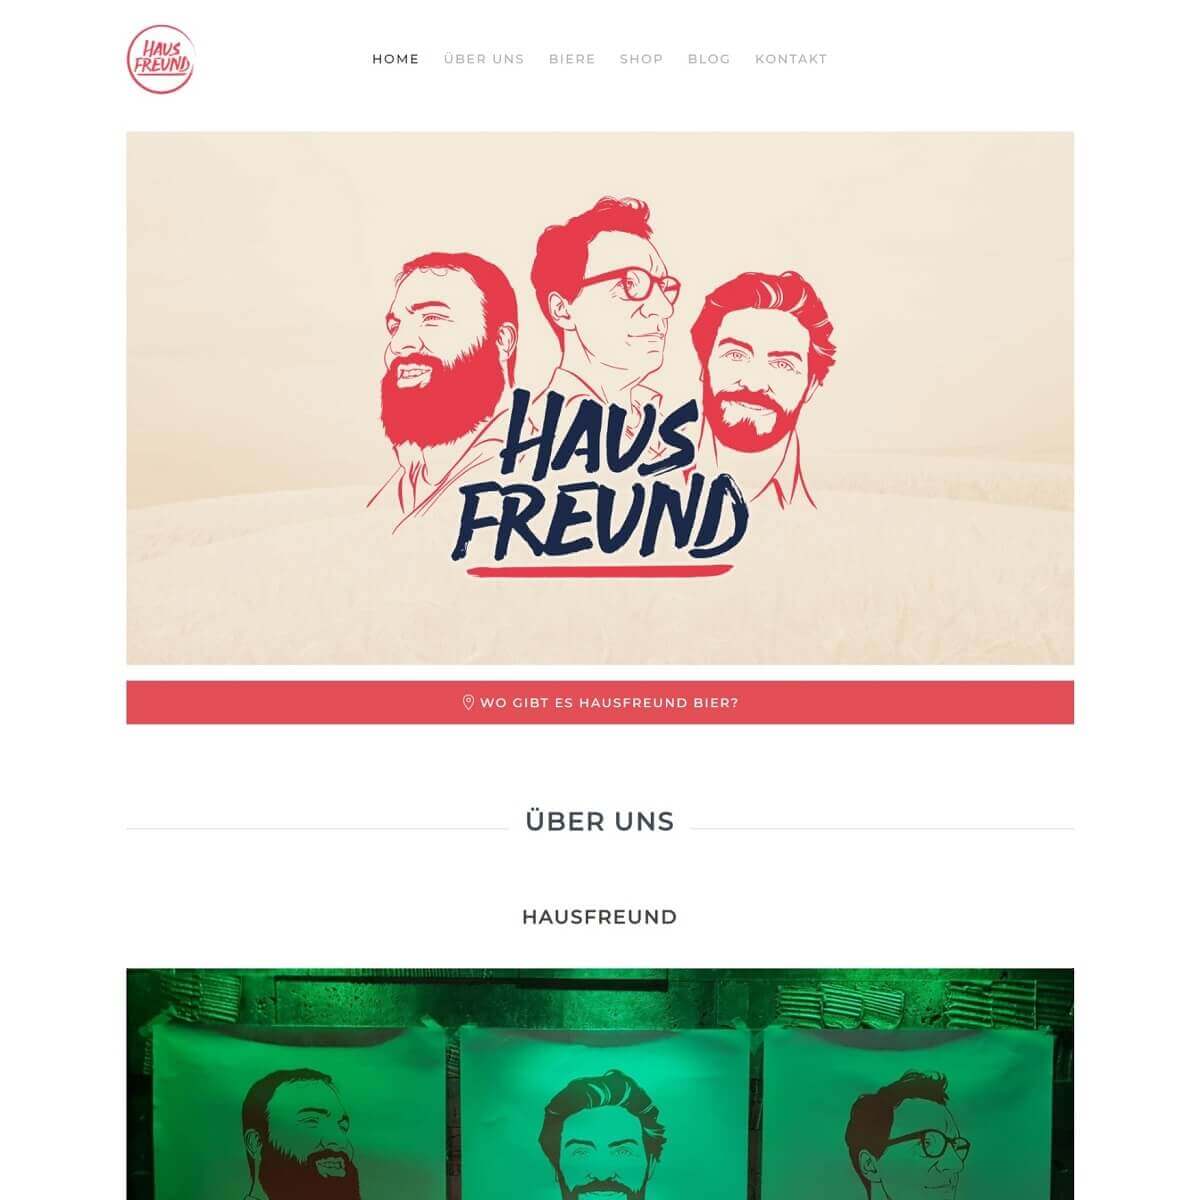 HAUS
FREUND
HOME ÜBER UNS BIERE SHOP BLOG KONTAKT
HAUS
FREUND
WO GIBT ES HAUSFREUND BIER?
ÜBER UNS
HAUSFREUND